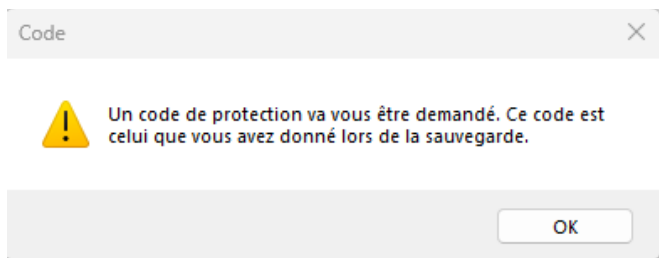 Code
Un code de protection va vous être demandé. Ce code est
celui que vous avez donné lors de la sauvegarde.
OK